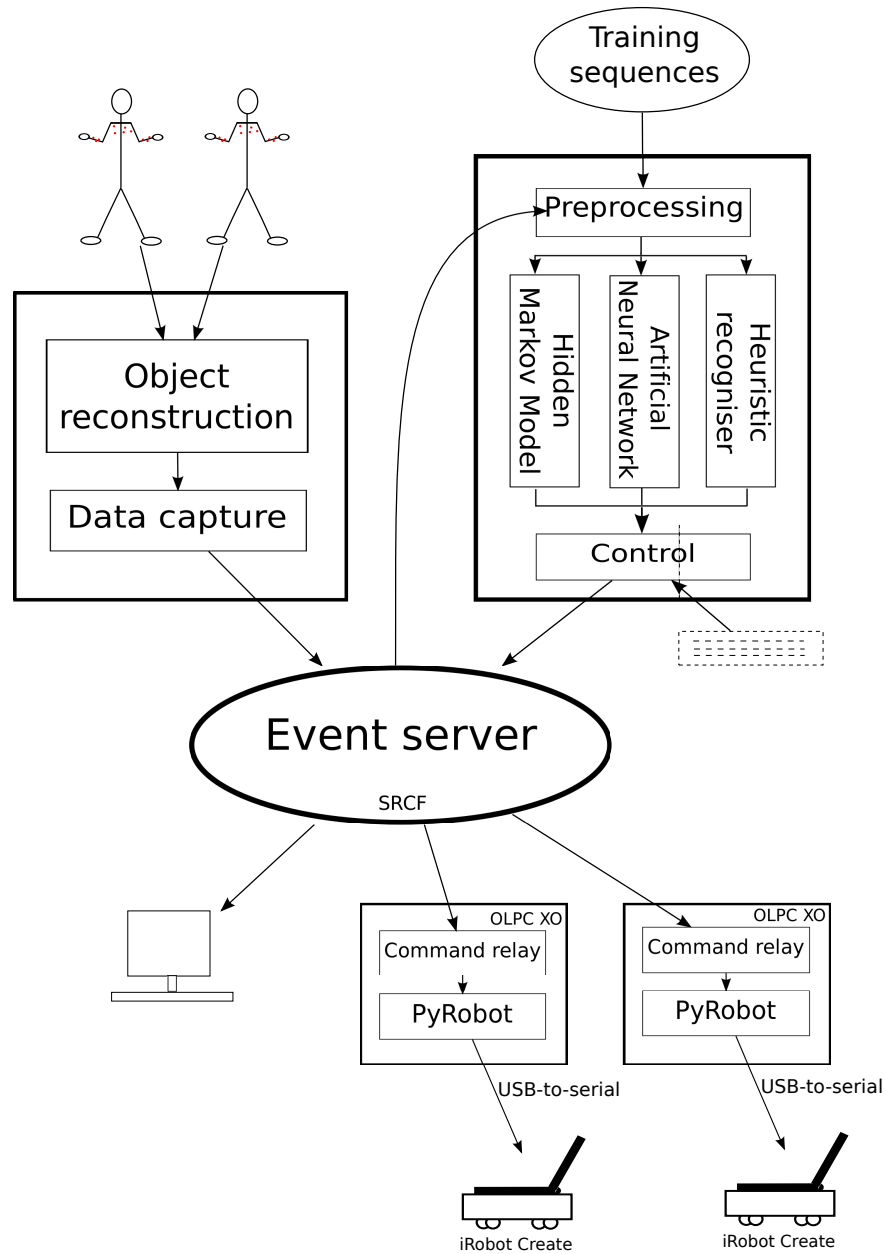 Training
sequences
Preprocessing
Hidden
Markov Model
Artificial
Neural Network
Heuristic
recogniser
Object
reconstruction
Data capture
Control
Event server
SRCF
OLPC XO
Command relay
PyRobot
USB-to-serial
iRobot Create
OLPC XO
Command relay
PyRobot
USB-to-serial
iRobot Create